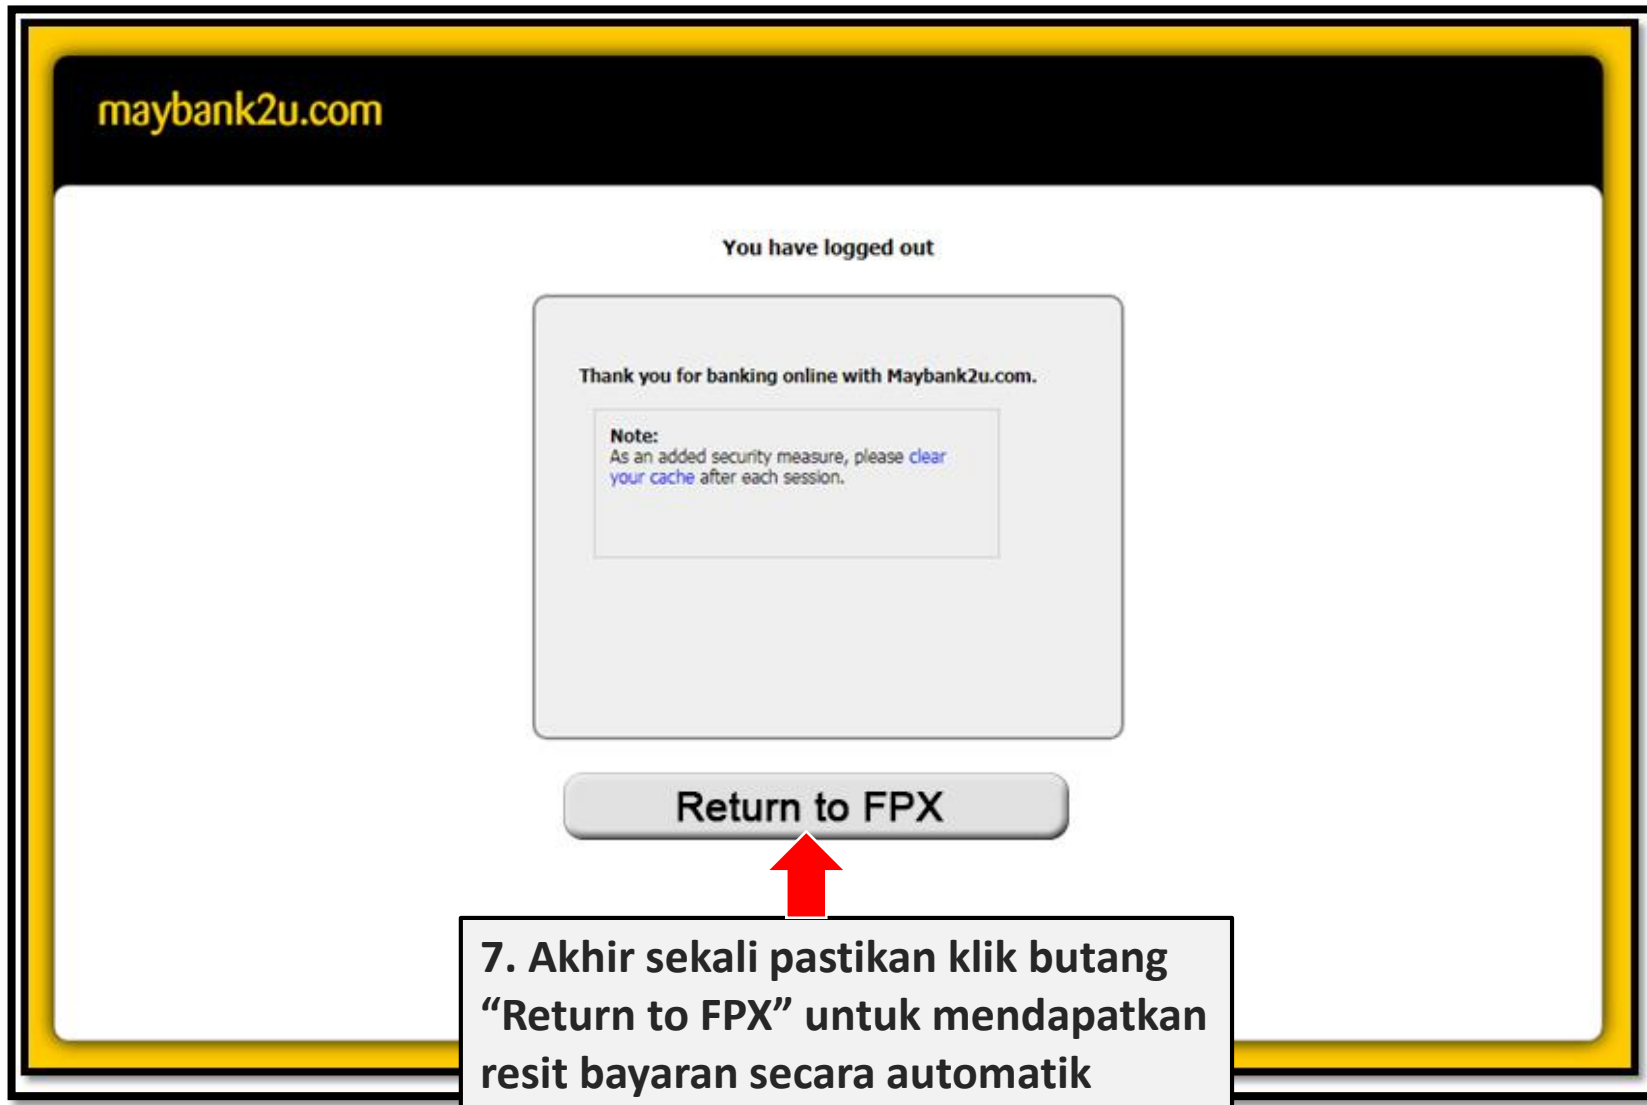 maybank2u.com
You have logged out
Thank you for banking online with Maybank2u.com.
Note:
As an added security measure, please clear
your cache after each session.
Return to FPX
7. Akhir sekali pastikan klik butang
“Return to FPX” untuk mendapatkan
resit bayaran secara automatik